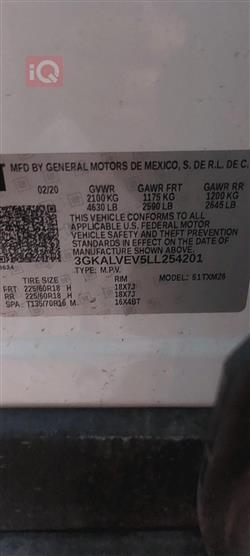 iQ
MFD BY GENERAL MOTORS DE MEXICO, S. DE R.L. DE C.
02/20 GVWR GAWR FRT GAWR RR
2100 KG 1175 KG 1200 KG
4630 LB 2590 LB 2645 LB
THIS VEHICLE CONFORMS TO ALL
APPLICABLE U.S. FEDERAL MOTOR
VEHICLE SAFETY AND THEFT PREVENTION
STANDARDS IN EFFECT ON THE DATE OF
MANUFACTURE SHOWN ABOVE.
3GKALVEV5LL254201
TYPE: M.P.V. MODEL: 51TXM26
TIRE SIZE RIM
FRT 225/60R18 H 18X7J
RR 225/60R18 H 18X7J
SPA: T135/70R16 M 16X4BT